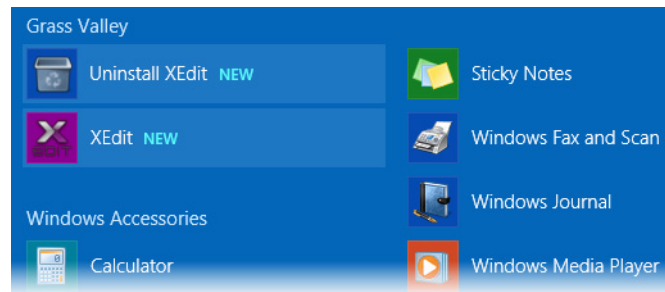 Grass Valley
Uninstall XEdit NEW
XEdit NEW
Windows Accessories
Calculator
Sticky Notes
Windows Fax and Scan
Windows Journal
Windows Media Player
X
EDIT